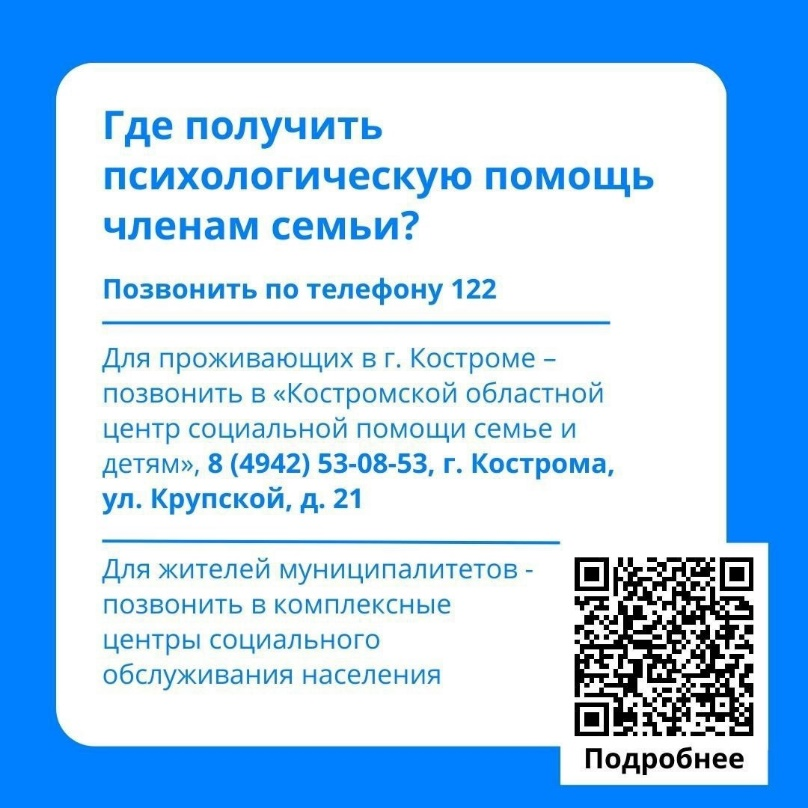 Где получить
психологическую помощь
членам семьи?
Позвонить по телефону 122
Для проживающих в г. Костроме –
позвонить в «Костромской областной
центр социальной помощи семье и
детям», 8 (4942) 53-08-53, г. Кострома,
ул. Крупской, д. 21
Для жителей муниципалитетов -
позвонить в комплексные
центры социального
обслуживания населения
Подробнее